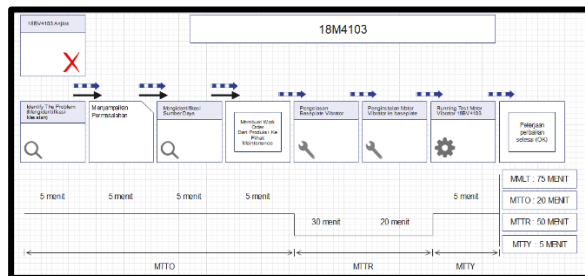 18BV4103 Anjlok
18M4103
Identify The Problem
(Mengidentifikasi
Masalah)
Menyampaikan
Permasalahan
Mengidentifikasi
Sumber Daya
Membuat Work
Order
Dari Produksi Ke
Pihak
Maintenance
Pengelasan
Baseplate Vibrator
Penginstalan Motor
Vibrator ke baseplate
Running Test Motor
Vibrator 18BV4103
Pekerjaan
perbaikan
selesai (OK)
5 menit
5 menit
5 menit
5 menit
30 menit
20 menit
5 menit
MMLT : 75 MENIT
MTTO : 20 MENIT
MTTR : 50 MENIT
MTTY : 5 MENIT
MTTO
MTTR
MTTY